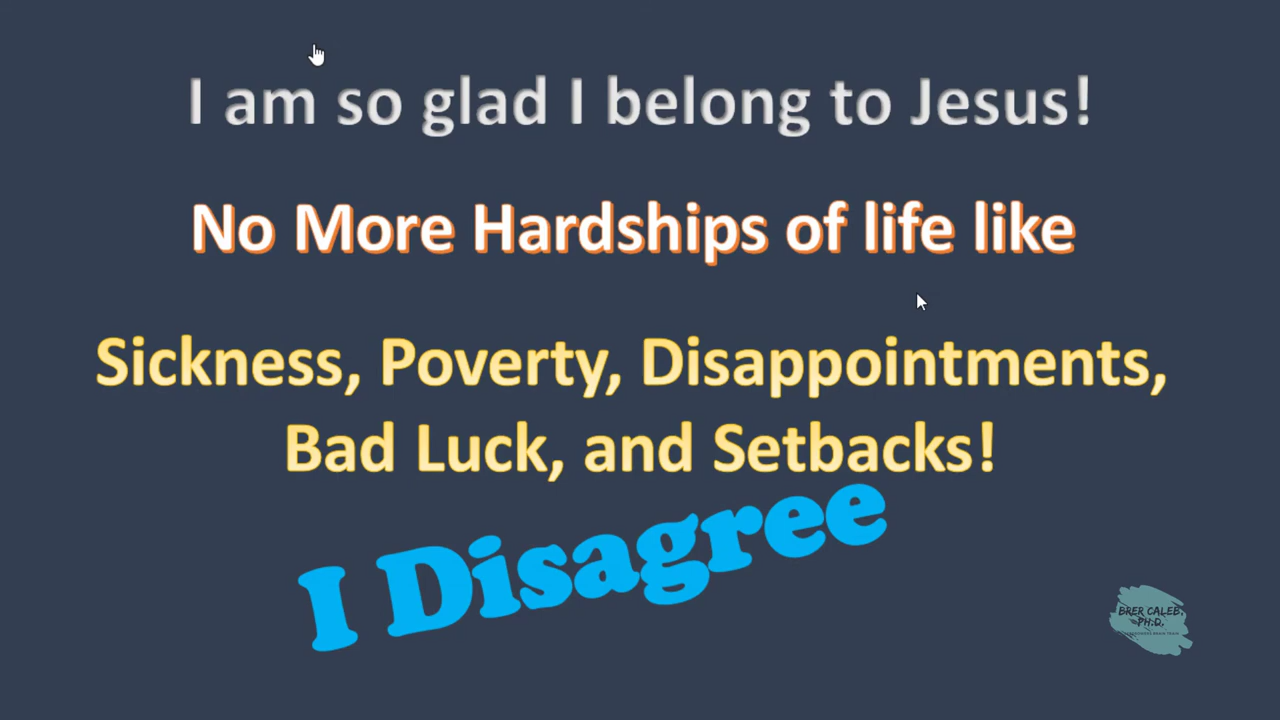 I am so glad I belong to Jesus!
No More Hardships of life like
Sickness, Poverty, Disappointments,
Bad Luck, and Setbacks!
I Disagree
BRER CALEB,
PH.D.